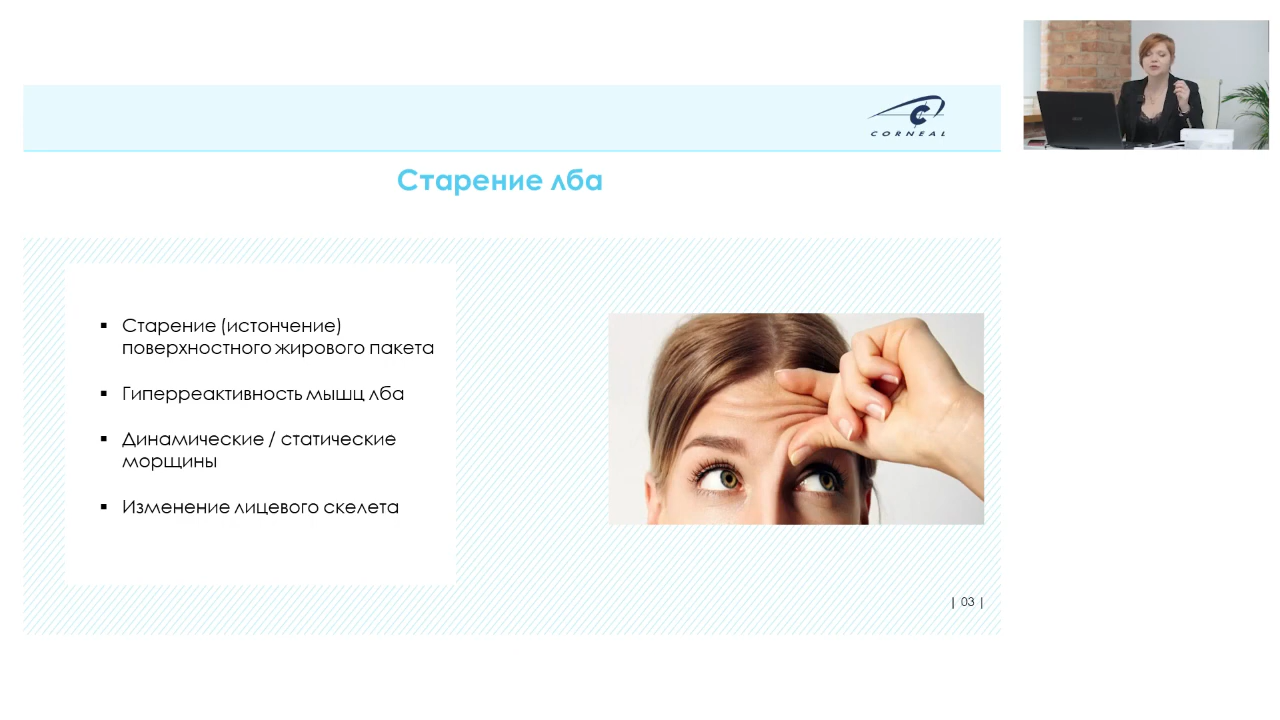 CORNEAL
Старение лба
▪ Старение (истончение)
поверхностного жирового пакета
▪ Гиперреактивность мышц лба
▪ Динамические / статические
морщины
▪ Изменение лицевого скелета
| 03 |